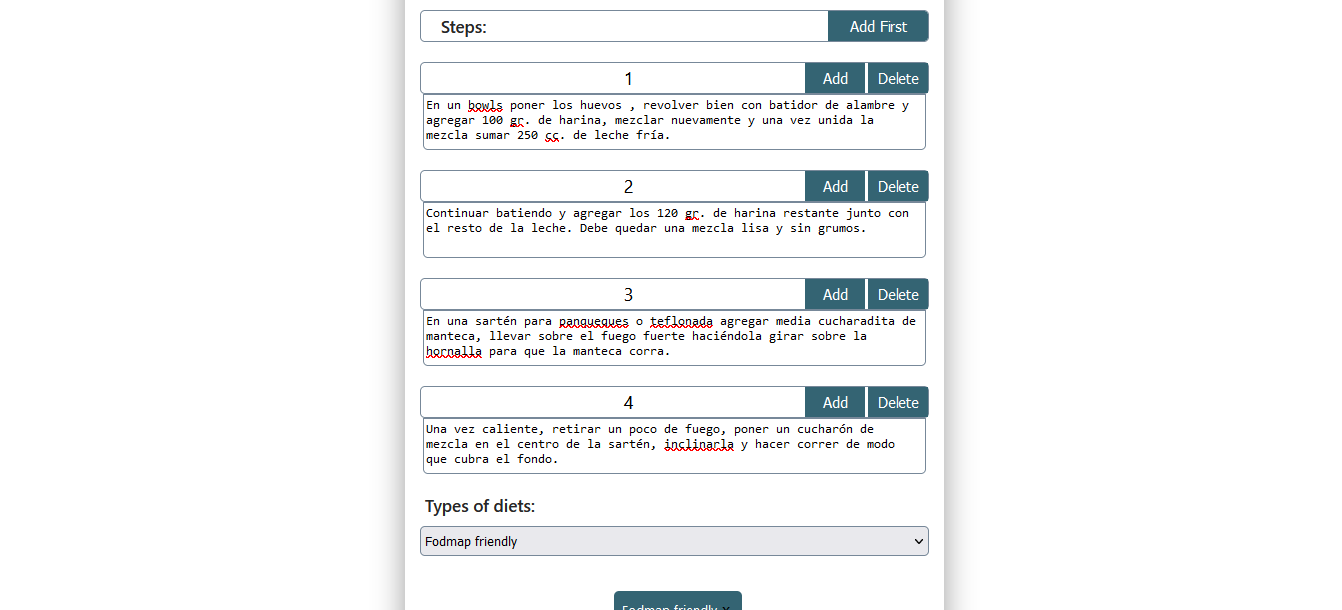 Steps:
Add First
1
Add
Delete
En un bowls poner los huevos , revolver bien con batidor de alambre y
agregar 100 gr. de harina, mezclar nuevamente y una vez unida la
mezcla sumar 250 cc. de leche fría.
2
Add
Delete
Continuar batiendo y agregar los 120 gr. de harina restante junto con
el resto de la leche. Debe quedar una mezcla lisa y sin grumos.
3
Add
Delete
En una sartén para panqueques o teflonada agregar media cucharadita de
manteca, llevar sobre el fuego fuerte haciéndola girar sobre la
hornalla para que la manteca corra.
4
Add
Delete
Una vez caliente, retirar un poco de fuego, poner un cucharón de
mezcla en el centro de la sartén, inclinarla y hacer correr de modo
que cubra el fondo.
Types of diets:
Fodmap friendly
Fodmap friendly x